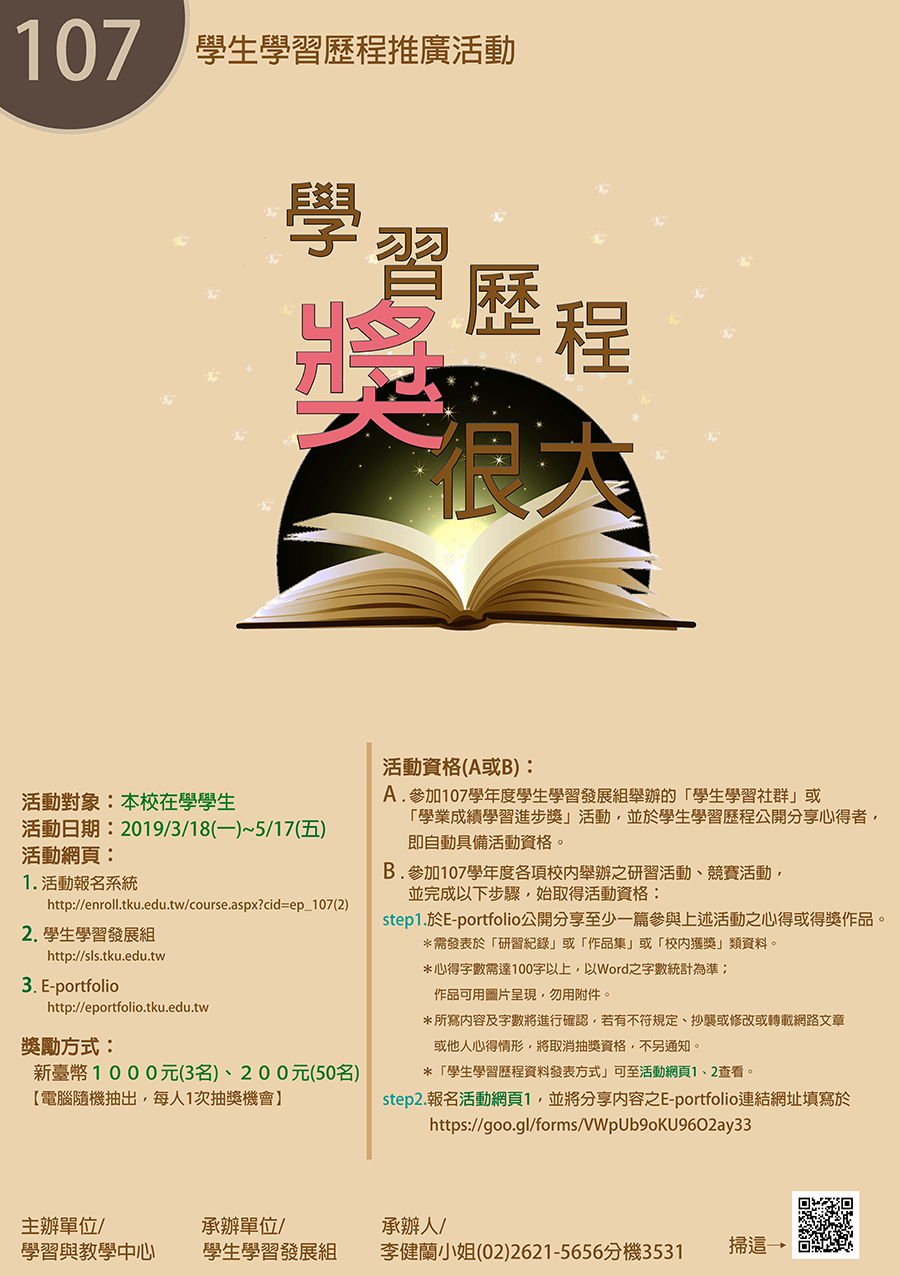 107
學生學習歷程推廣活動
學習歷程
獎很大
活動對象：本校在學學生
活動日期：2019/3/18(一)~5/17(五)
活動網頁：
1. 活動報名系統
http://enroll.tku.edu.tw/course.aspx?cid=ep_107(2)
2. 學生學習發展組
http://sls.tku.edu.tw
3. E-portfolio
http://eportfolio.tku.edu.tw
獎勵方式：
新臺幣１０００元(3名)、２００元(50名)
【電腦隨機抽出，每人1次抽獎機會】
活動資格(A或B)：
A . 參加107學年度學生學習發展組舉辦的「學生學習社群」或
「學業成績學習進步獎」活動，並於學生學習歷程公開分享心得者，
即自動具備活動資格。
B . 參加107學年度各項校內舉辦之研習活動、競賽活動，
並完成以下步驟，始取得活動資格：
step1.於E-portfolio公開分享至少一篇參與上述活動之心得或得獎作品。
＊需發表於「研習紀錄」或「作品集」或「校內獲獎」類資料。
＊心得字數需達100字以上，以Word之字數統計為準；
作品可用圖片呈現，勿用附件。
＊所寫內容及字數將進行確認，若有不符規定、抄襲或修改或轉載網路文章
或他人心得情形，將取消抽獎資格，不另通知。
＊「學生學習歷程資料發表方式」可至活動網頁1、2查看。
step2.報名活動網頁1，並將分享內容之E-portfolio連結網址填寫於
https://goo.gl/forms/VWpUb9oKU96O2ay33
主辦單位/
學習與教學中心
承辦單位/
學生學習發展組
承辦人/
李健蘭小姐(02)2621-5656分機3531
掃這→